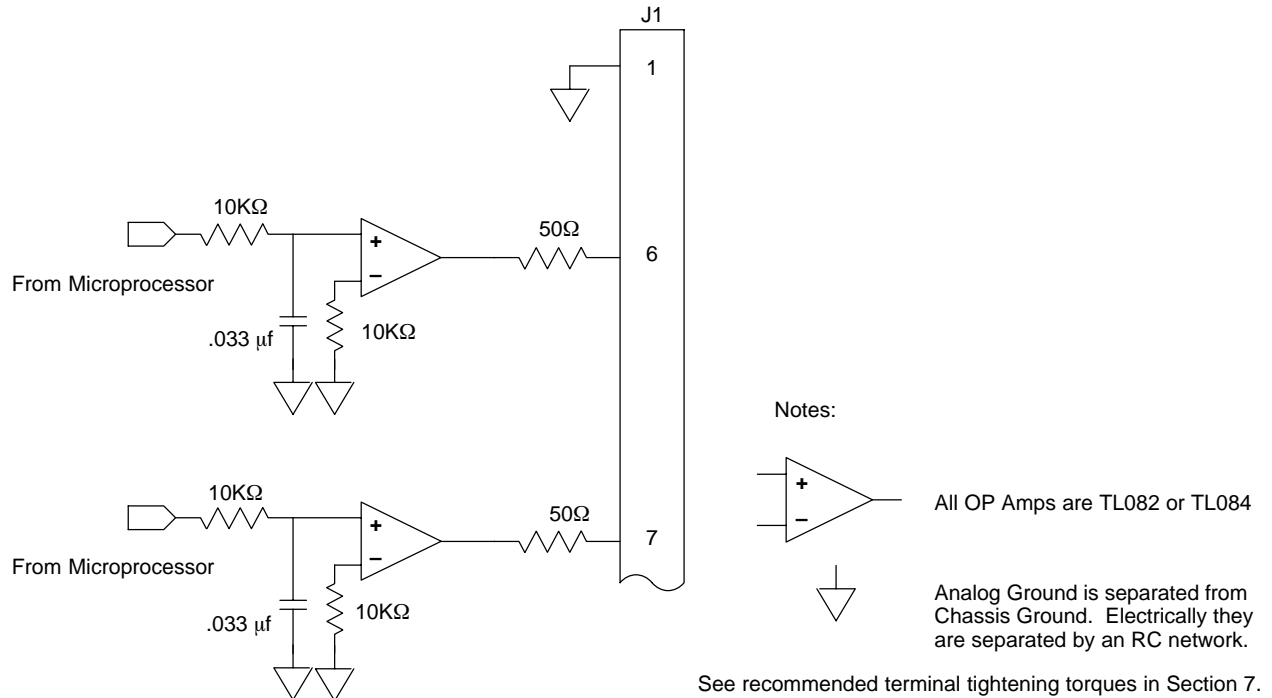 J1
1
10KΩ
+
−
50Ω
6
From Microprocessor
.033 μf
10KΩ
Notes:
10KΩ
+
−
50Ω
7
From Microprocessor
.033 μf
10KΩ
+
−
All OP Amps are TL082 or TL084
Analog Ground is separated from
Chassis Ground. Electrically they
are separated by an RC network.
See recommended terminal tightening torques in Section 7.